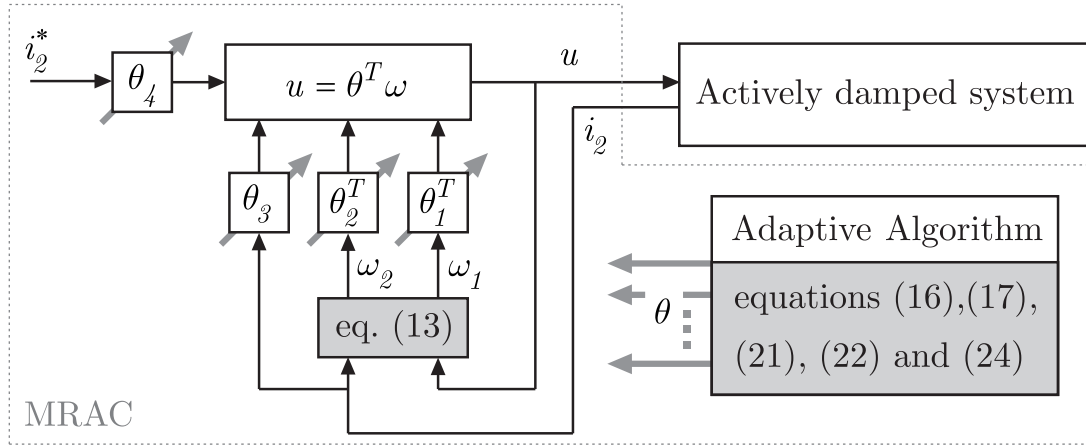 i₂*
θ₄
u = θᵀω
u
Actively damped system
i₂
θ₃
θ₂ᵀ
θ₁ᵀ
ω₂
ω₁
eq. (13)
Adaptive Algorithm
equations (16),(17),
(21), (22) and (24)
θ
MRAC